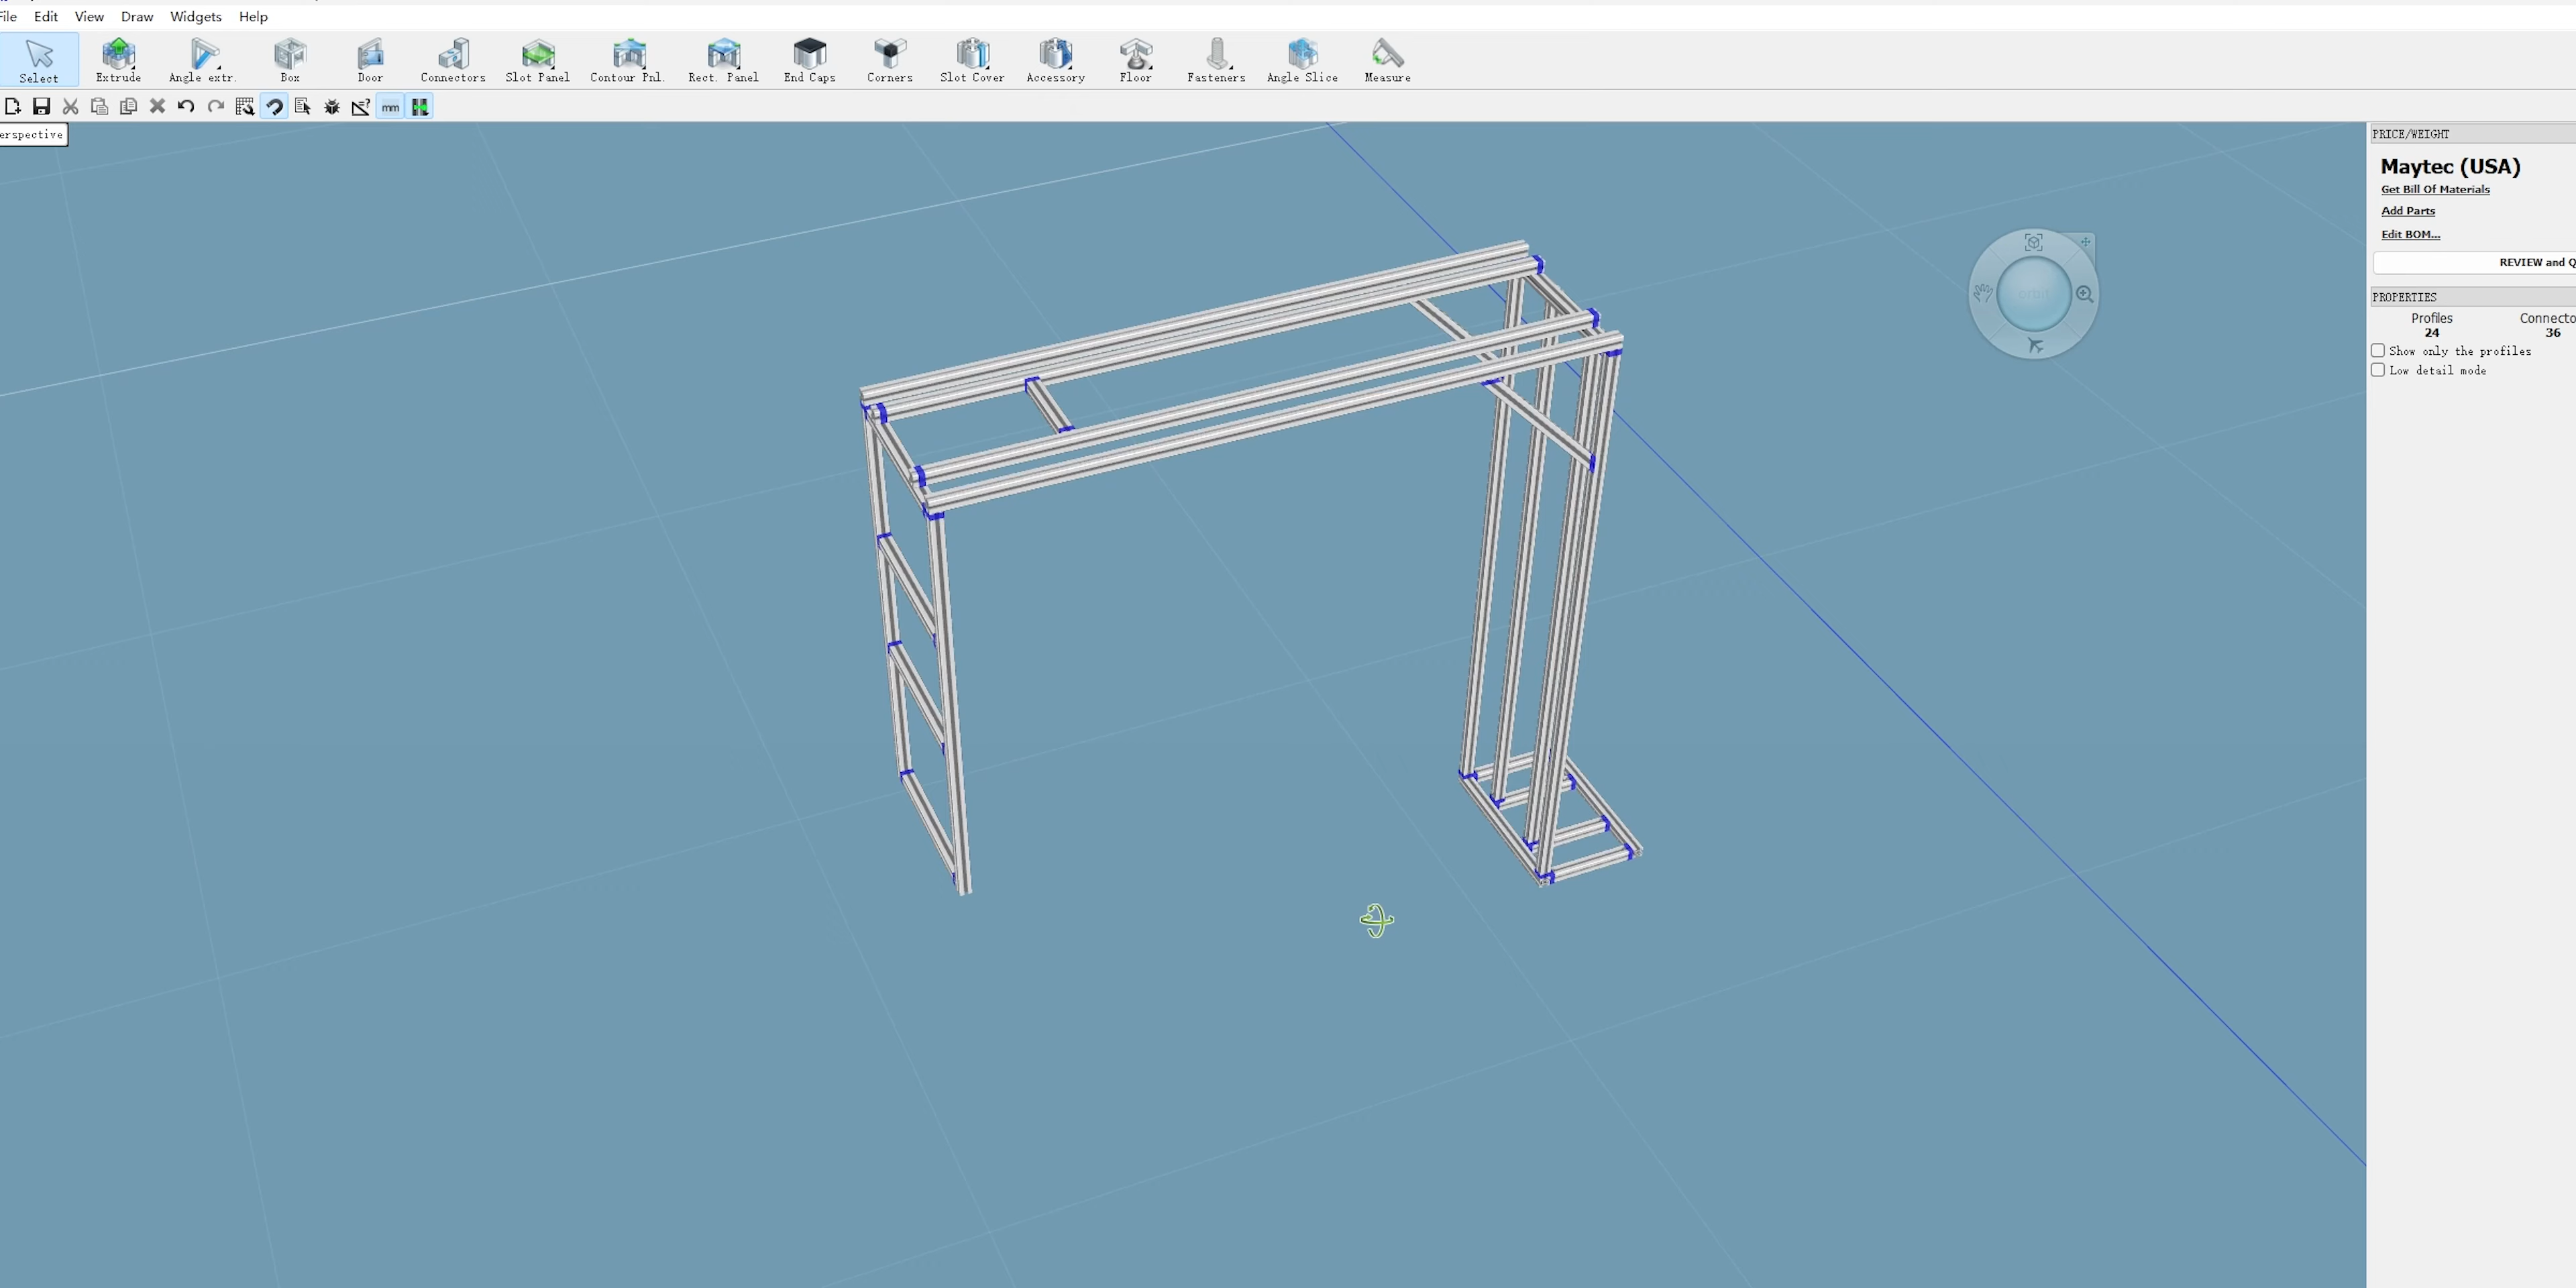 File Edit View Draw Widgets Help
Select Extrude Angle extr. Box Door Connectors Slot Panel Contour Pnl. Rect. Panel End Caps Corners Slot Cover Accessory Floor Fasteners Angle Slice Measure
mm
erspective
PRICE/WEIGHT
Maytec (USA)
Get Bill Of Materials
Add Parts
Edit BOM...
REVIEW and Q
PROPERTIES
Profiles Connecto
24 36
Show only the profiles
Low detail mode